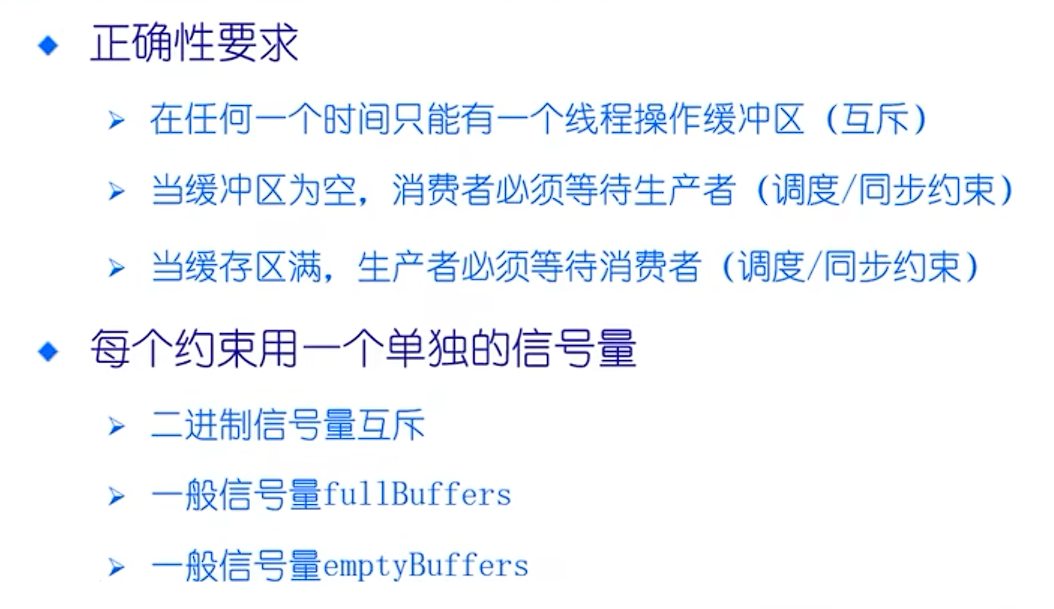 正确性要求
在任何一个时间只能有一个线程操作缓冲区（互斥）
当缓冲区为空，消费者必须等待生产者（调度/同步约束）
当缓存区满，生产者必须等待消费者（调度/同步约束）
每个约束用一个单独的信号量
二进制信号量互斥
一般信号量fullBuffers
一般信号量emptyBuffers